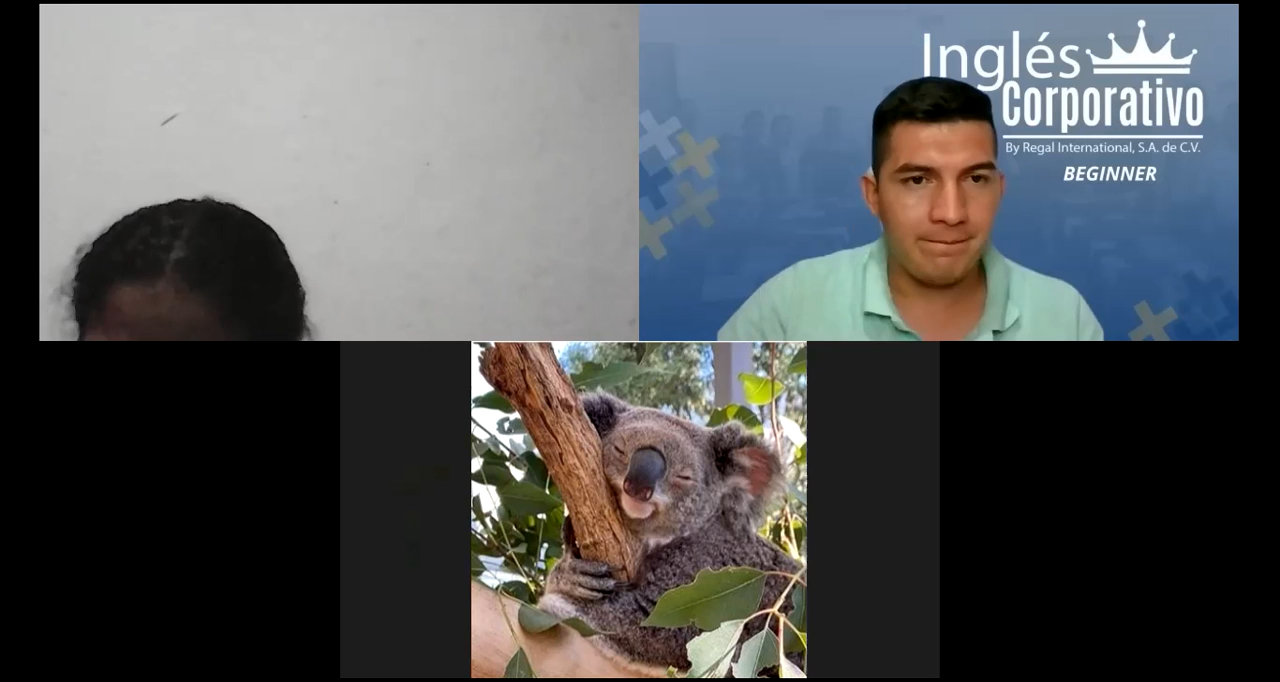 Inglés
Corporativo
By Regal International, S.A. de C.V.
BEGINNER